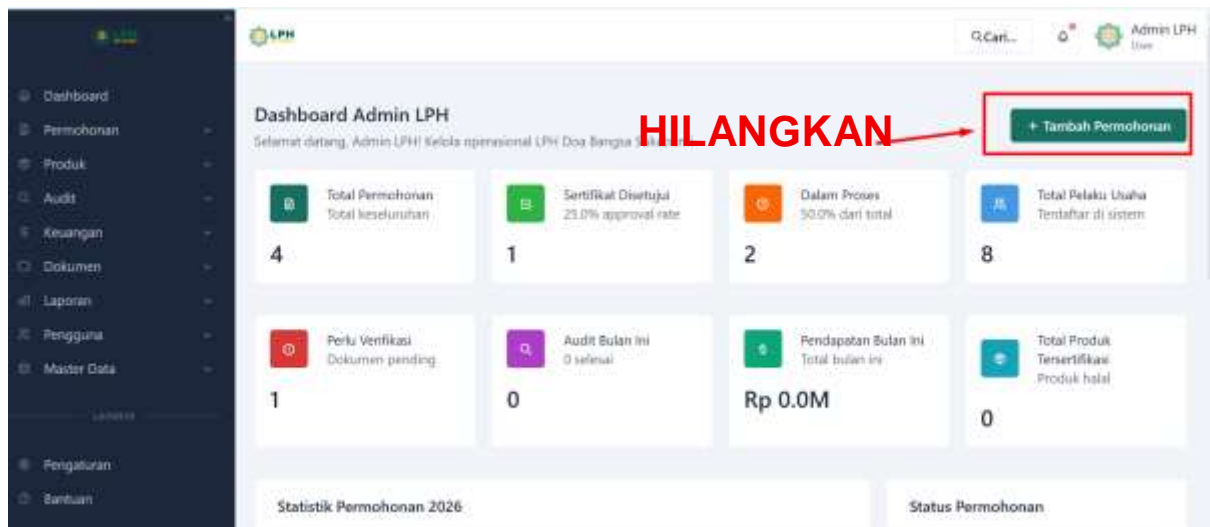 LPH
LPH
Cari...
Admin LPH
User
Dashboard
Permohonan
Produk
Audit
Keuangan
Dokumen
Laporan
Pengguna
Master Data
LAINNYA
Pengaturan
Bantuan
Dashboard Admin LPH
Selamat datang, Admin LPH! Kelola operasional LPH Doa Bangsa
HILANGKAN
+ Tambah Permohonan
Total Permohonan
Total keseluruhan
4
Sertifikat Disetujui
25.0% approval rate
1
Dalam Proses
50.0% dari total
2
Total Pelaku Usaha
Terdaftar di sistem
8
Perlu Verifikasi
Dokumen pending
1
Audit Bulan Ini
0 selesai
0
Pendapatan Bulan Ini
Total bulan ini
Rp 0.0M
Total Produk
Tersertifikasi
Produk halal
0
Statistik Permohonan 2026
Status Permohonan